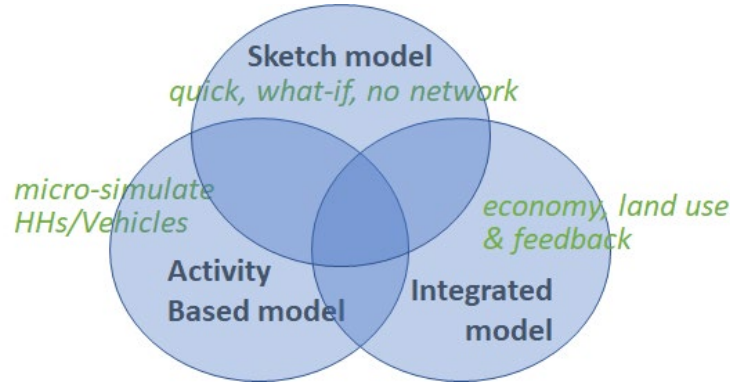 Sketch model
quick, what-if, no network
micro-simulate
HHs/Vehicles
economy, land use
& feedback
Activity
Based model
Integrated
model